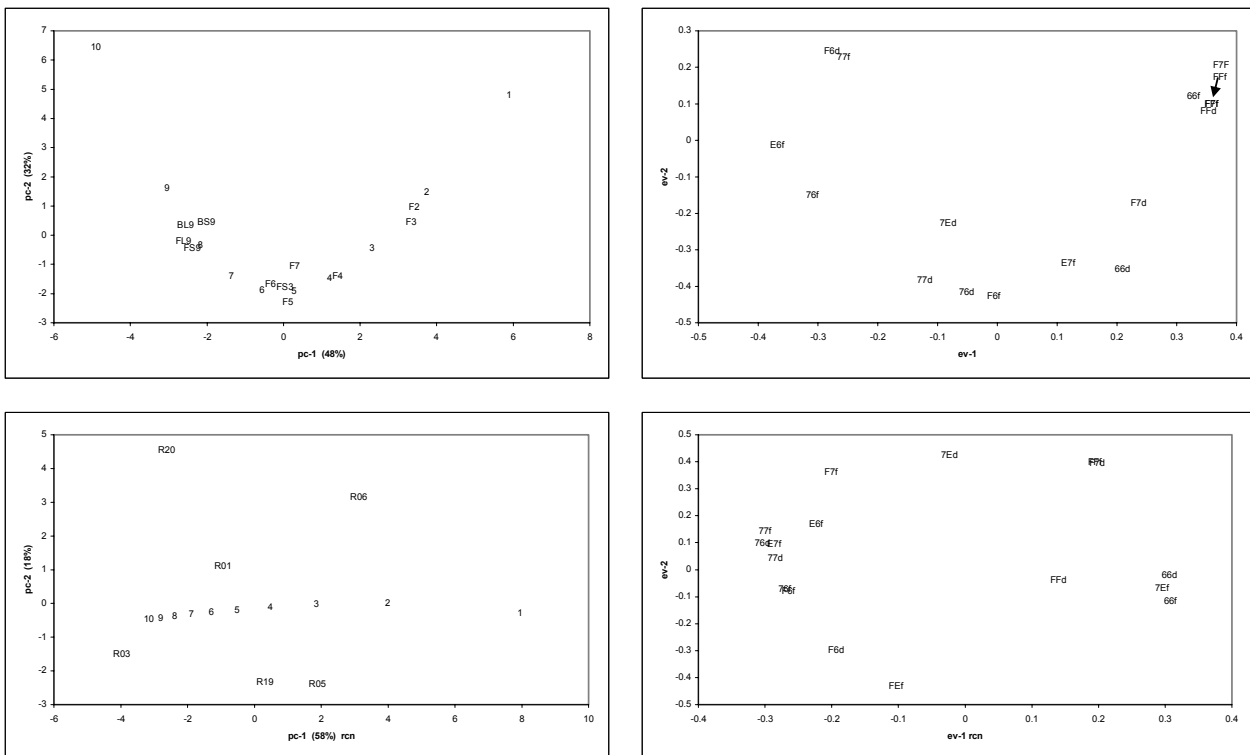 7
6
5
4
3
2
1
0
-1
-2
-3
-6 -4 -2 0 2 4 6 8
pc-2 (32%)
pc-1 (48%)
10
1
9
2
BL9 BS9
F2
F3
FL9
FS9 8
3
7
F7
4 F4
6 F6
FS3 5
F5
0.3
0.2
0.1
0
-0.1
-0.2
-0.3
-0.4
-0.5
-0.5 -0.4 -0.3 -0.2 -0.1 0 0.1 0.2 0.3 0.4
ev-2
ev-1
F6d
77f
F7F
FFf
66f
F7f
FFd
E6f
76f
F7d
7Ed
E7f
66d
77d
76d
F6f
5
4
3
2
1
0
-1
-2
-3
-6 -4 -2 0 2 4 6 8 10
pc-2 (18%)
pc-1 (58%) rcn
R20
R06
R01
10 9 8 7 6 5 4 3 2 1
R03
R19 R05
0.5
0.4
0.3
0.2
0.1
0
-0.1
-0.2
-0.3
-0.4
-0.5
-0.4 -0.3 -0.2 -0.1 0 0.1 0.2 0.3 0.4
ev-2
ev-1 rcn
7Ed
F7d
F7f
E6f
77f
76d E7f
77d
76f
F6f
FFd
66d
7Ef
66f
F6d
FEf